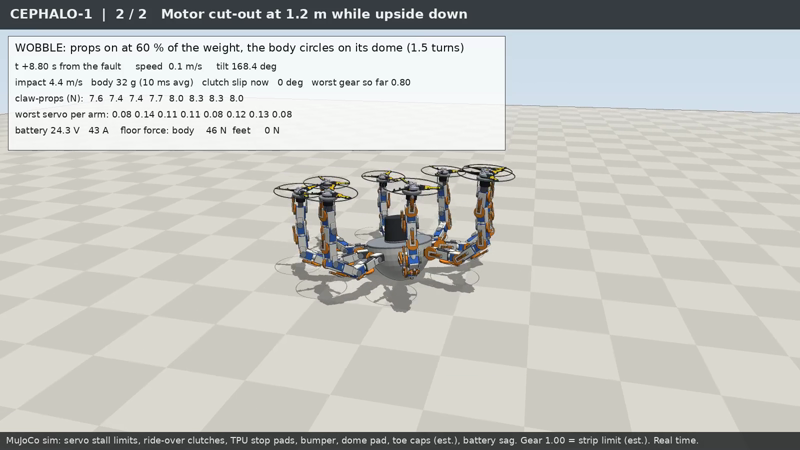 CEPHALO-1 | 2 / 2 Motor cut-out at 1.2 m while upside down
WOBBLE: props on at 60 % of the weight, the body circles on its dome (1.5 turns)
t +8.80 s from the fault speed 0.1 m/s tilt 168.4 deg
impact 4.4 m/s body 32 g (10 ms avg) clutch slip now 0 deg worst gear so far 0.80
claw-props (N): 7.6 7.4 7.4 7.7 8.0 8.3 8.3 8.0
worst servo per arm: 0.08 0.14 0.11 0.11 0.08 0.12 0.13 0.08
battery 24.3 V 43 A floor force: body 46 N feet 0 N
MuJoCo sim: servo stall limits, ride-over clutches, TPU stop pads, bumper, dome pad, toe caps (est.), battery sag. Gear 1.00 = strip limit (est.). Real time.